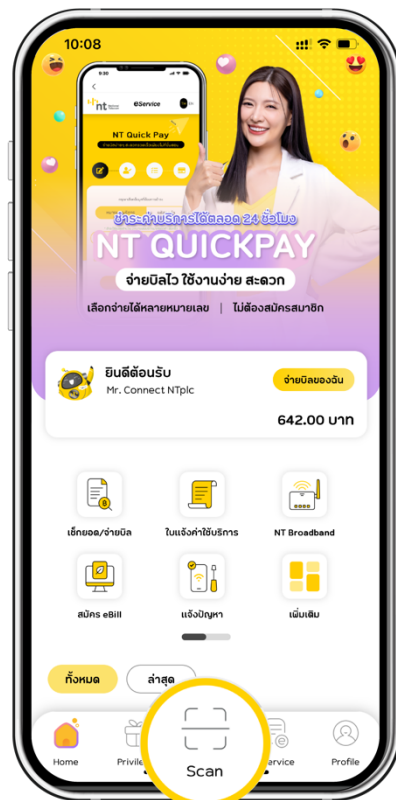 10:08
9:30
nt
eService
NT Quick Pay
ชำระค่าบริการได้ตลอด 24 ชั่วโมง
NT QUICKPAY
จ่ายบิลไว ใช้งานง่าย สะดวก
เลือกจ่ายได้หลายหมายเลข | ไม่ต้องสมัครสมาชิก
ยินดีต้อนรับ
จ่ายบิลของฉัน
Mr. Connect NTplc
642.00 บาท
เช็กยอด/จ่ายบิล ใบแจ้งค่าใช้บริการ NT Broadband
สมัคร eBill แจ้งปัญหา เพิ่มเติม
ทั้งหมด ล่าสุด
Home Privile Scan ervice Profile